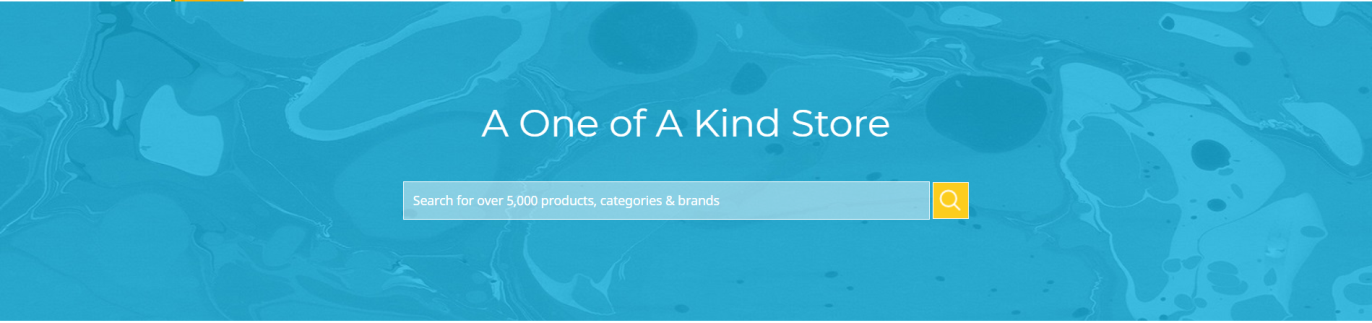 A One of A Kind Store
Search for over 5,000 products, categories & brands